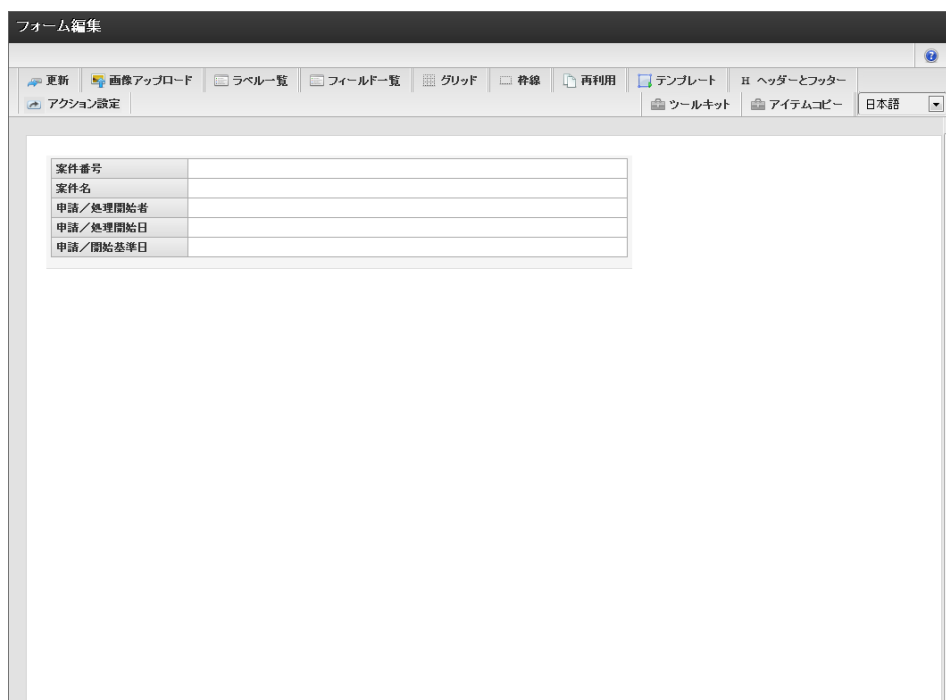 フォーム編集
更新 画像アップロード ラベル一覧 フィールド一覧 グリッド 枠線 再利用 テンプレート H ヘッダーとフッター
アクション設定 ツールキット アイテムコピー 日本語
案件番号
案件名
申請／処理開始者
申請／処理開始日
申請／開始基準日